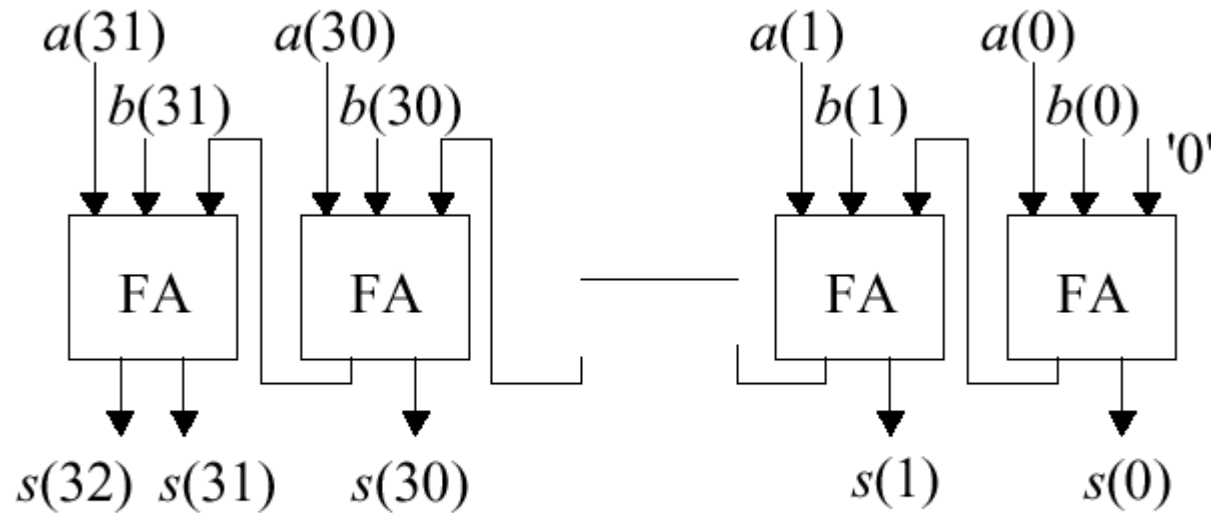 a(31) a(30) a(1) a(0)
b(31) b(30) b(1) b(0) '0'
FA FA FA FA
s(32) s(31) s(30) s(1) s(0)